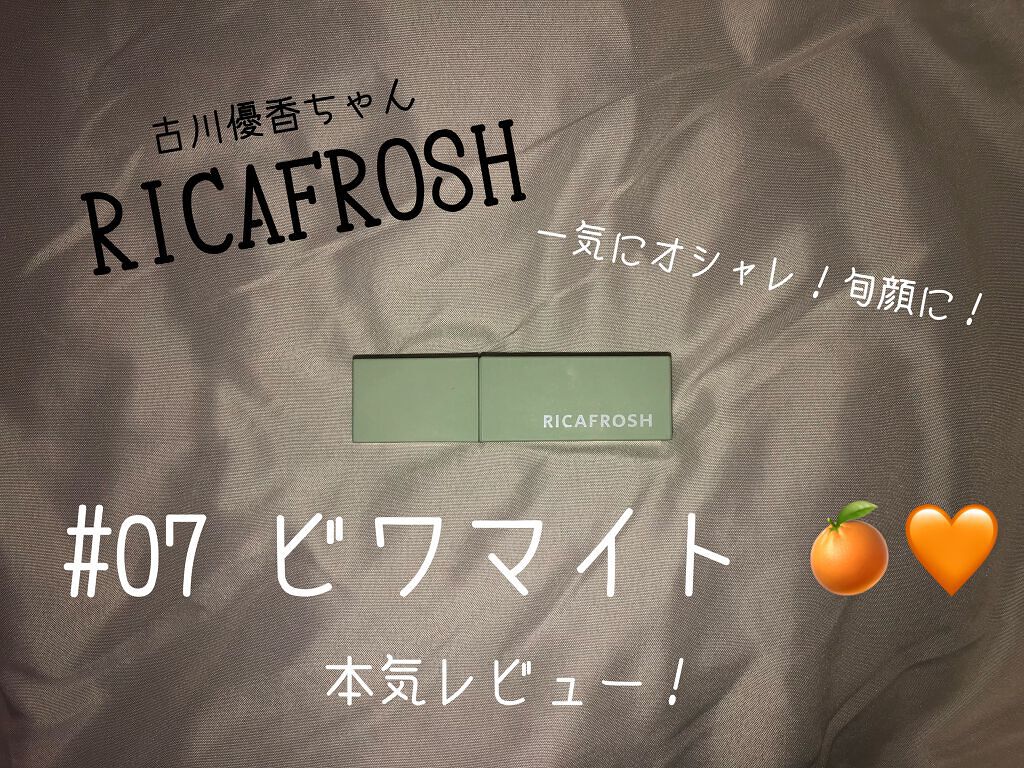 古川優香ちゃん
RICAFROSH
一気にオシャレ！旬顔に！
RICAFROSH
#07 ビワマイト 🍊🧡
本気レビュー！